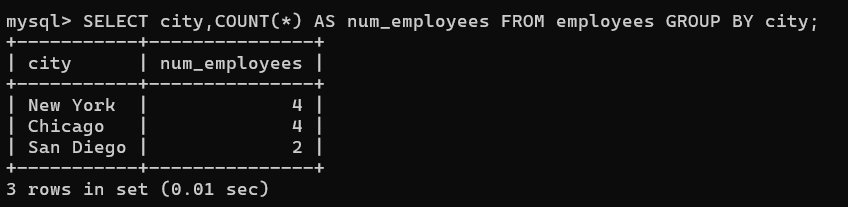 mysql> SELECT city,COUNT(*) AS num_employees FROM employees GROUP BY city;
+-----------+---------------+
| city      | num_employees |
+-----------+---------------+
| New York  |             4 |
| Chicago   |             4 |
| San Diego |             2 |
+-----------+---------------+
3 rows in set (0.01 sec)